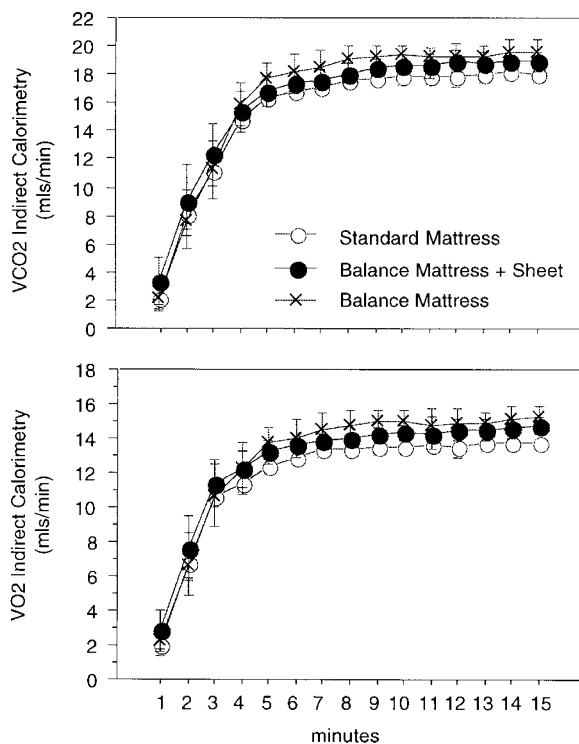 22
20
18
16
14
12
10
8
6
4
2
0
VCO2 Indirect Calorimetry
(mls/min)
Standard Mattress
Balance Mattress + Sheet
Balance Mattress
18
16
14
12
10
8
6
4
2
0
VO2 Indirect Calorimetry
(mls/min)
1 2 3 4 5 6 7 8 9 10 11 12 13 14 15
minutes